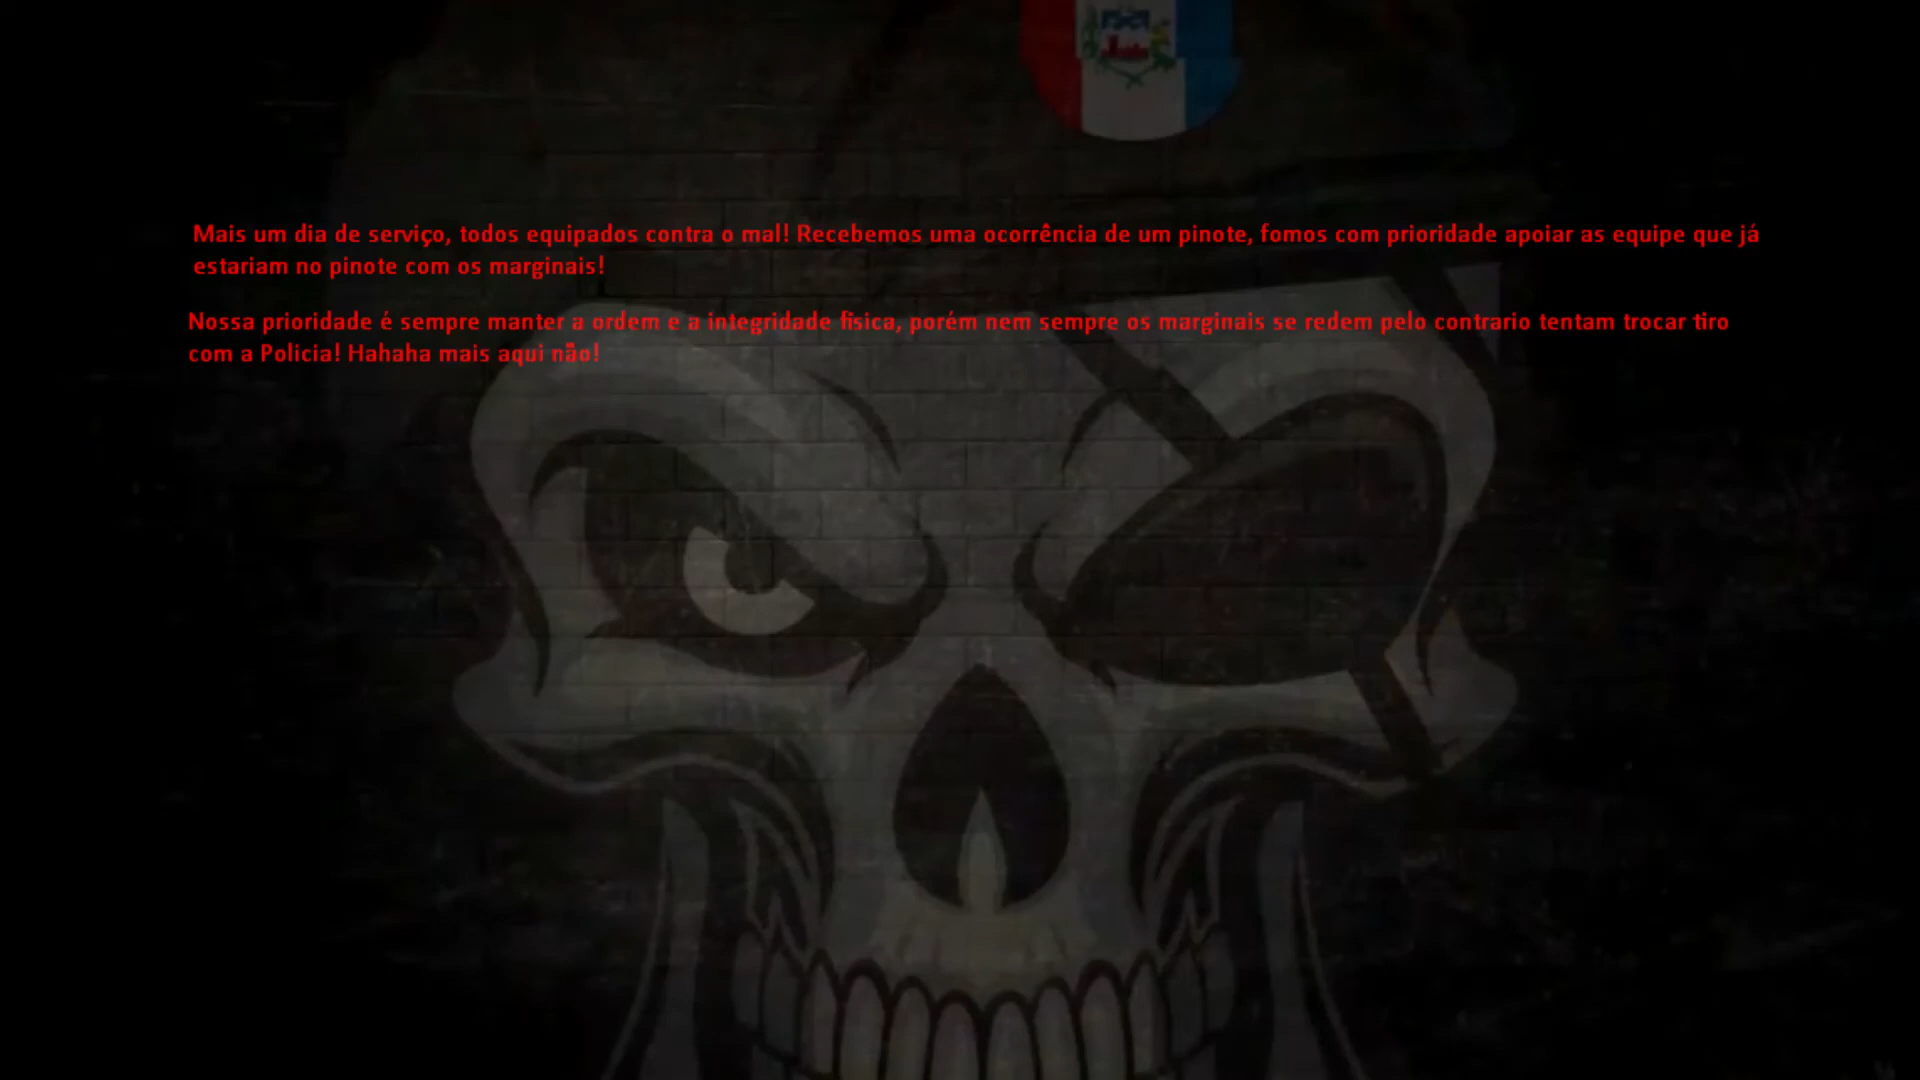 Mais um dia de serviço, todos equipados contra o mal! Recebemos uma ocorrência de um pinote, fomos com prioridade apoiar as equipe que já
estariam no pinote com os marginais!
Nossa prioridade é sempre manter a ordem e a integridade física, porém nem sempre os marginais se redem pelo contrario tentam trocar tiro
com a Policia! Hahaha mais aqui não!